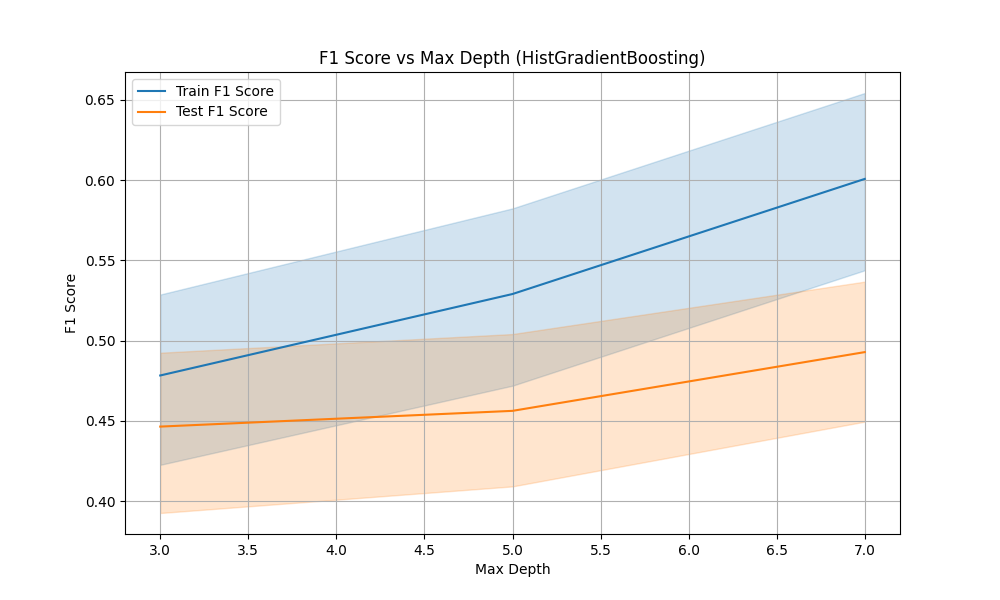 F1 Score vs Max Depth (HistGradientBoosting)
Train F1 Score
Test F1 Score
F1 Score
0.65
0.60
0.55
0.50
0.45
0.40
3.0 3.5 4.0 4.5 5.0 5.5 6.0 6.5 7.0
Max Depth